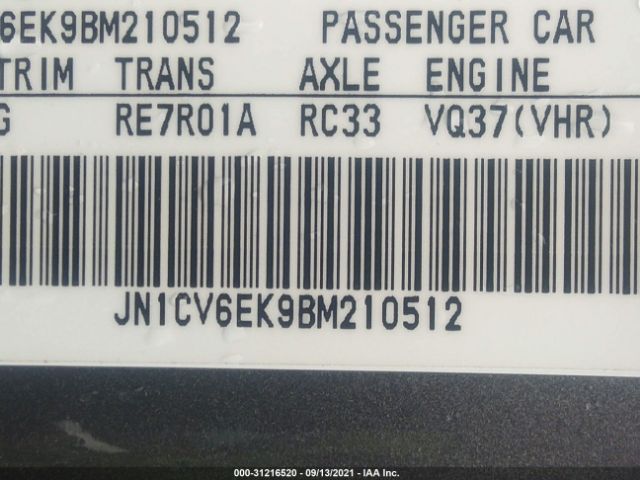 6EK9BM210512 PASSENGER CAR
TRIM TRANS AXLE ENGINE
G RE7R01A RC33 VQ37(VHR)
JN1CV6EK9BM210512
000-31216520 - 09/13/2021 - IAA Inc.